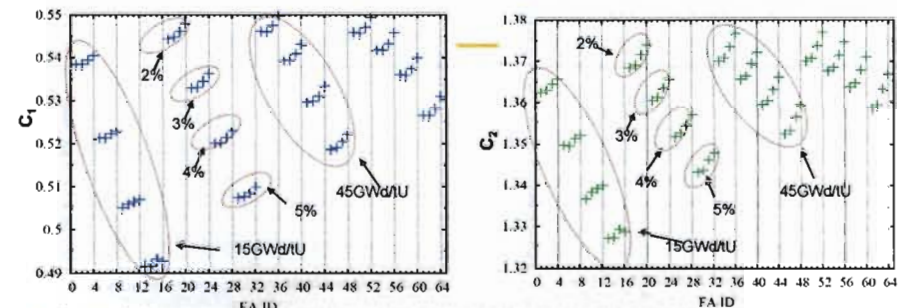 0.55
0.54
0.53
0.52
0.51
0.5
0.49
C1
2%
3%
4%
5%
45GWd/tU
15GWd/tU
0 4 8 12 16 20 24 28 32 36 40 44 48 52 56 60 64
FA-ID
1.38
1.37
1.36
1.35
1.34
1.33
1.32
C2
2%
3%
4%
5%
45GWd/tU
15GWd/tU
0 4 8 12 16 20 24 28 32 36 40 44 48 52 56 60 64
FA-ID